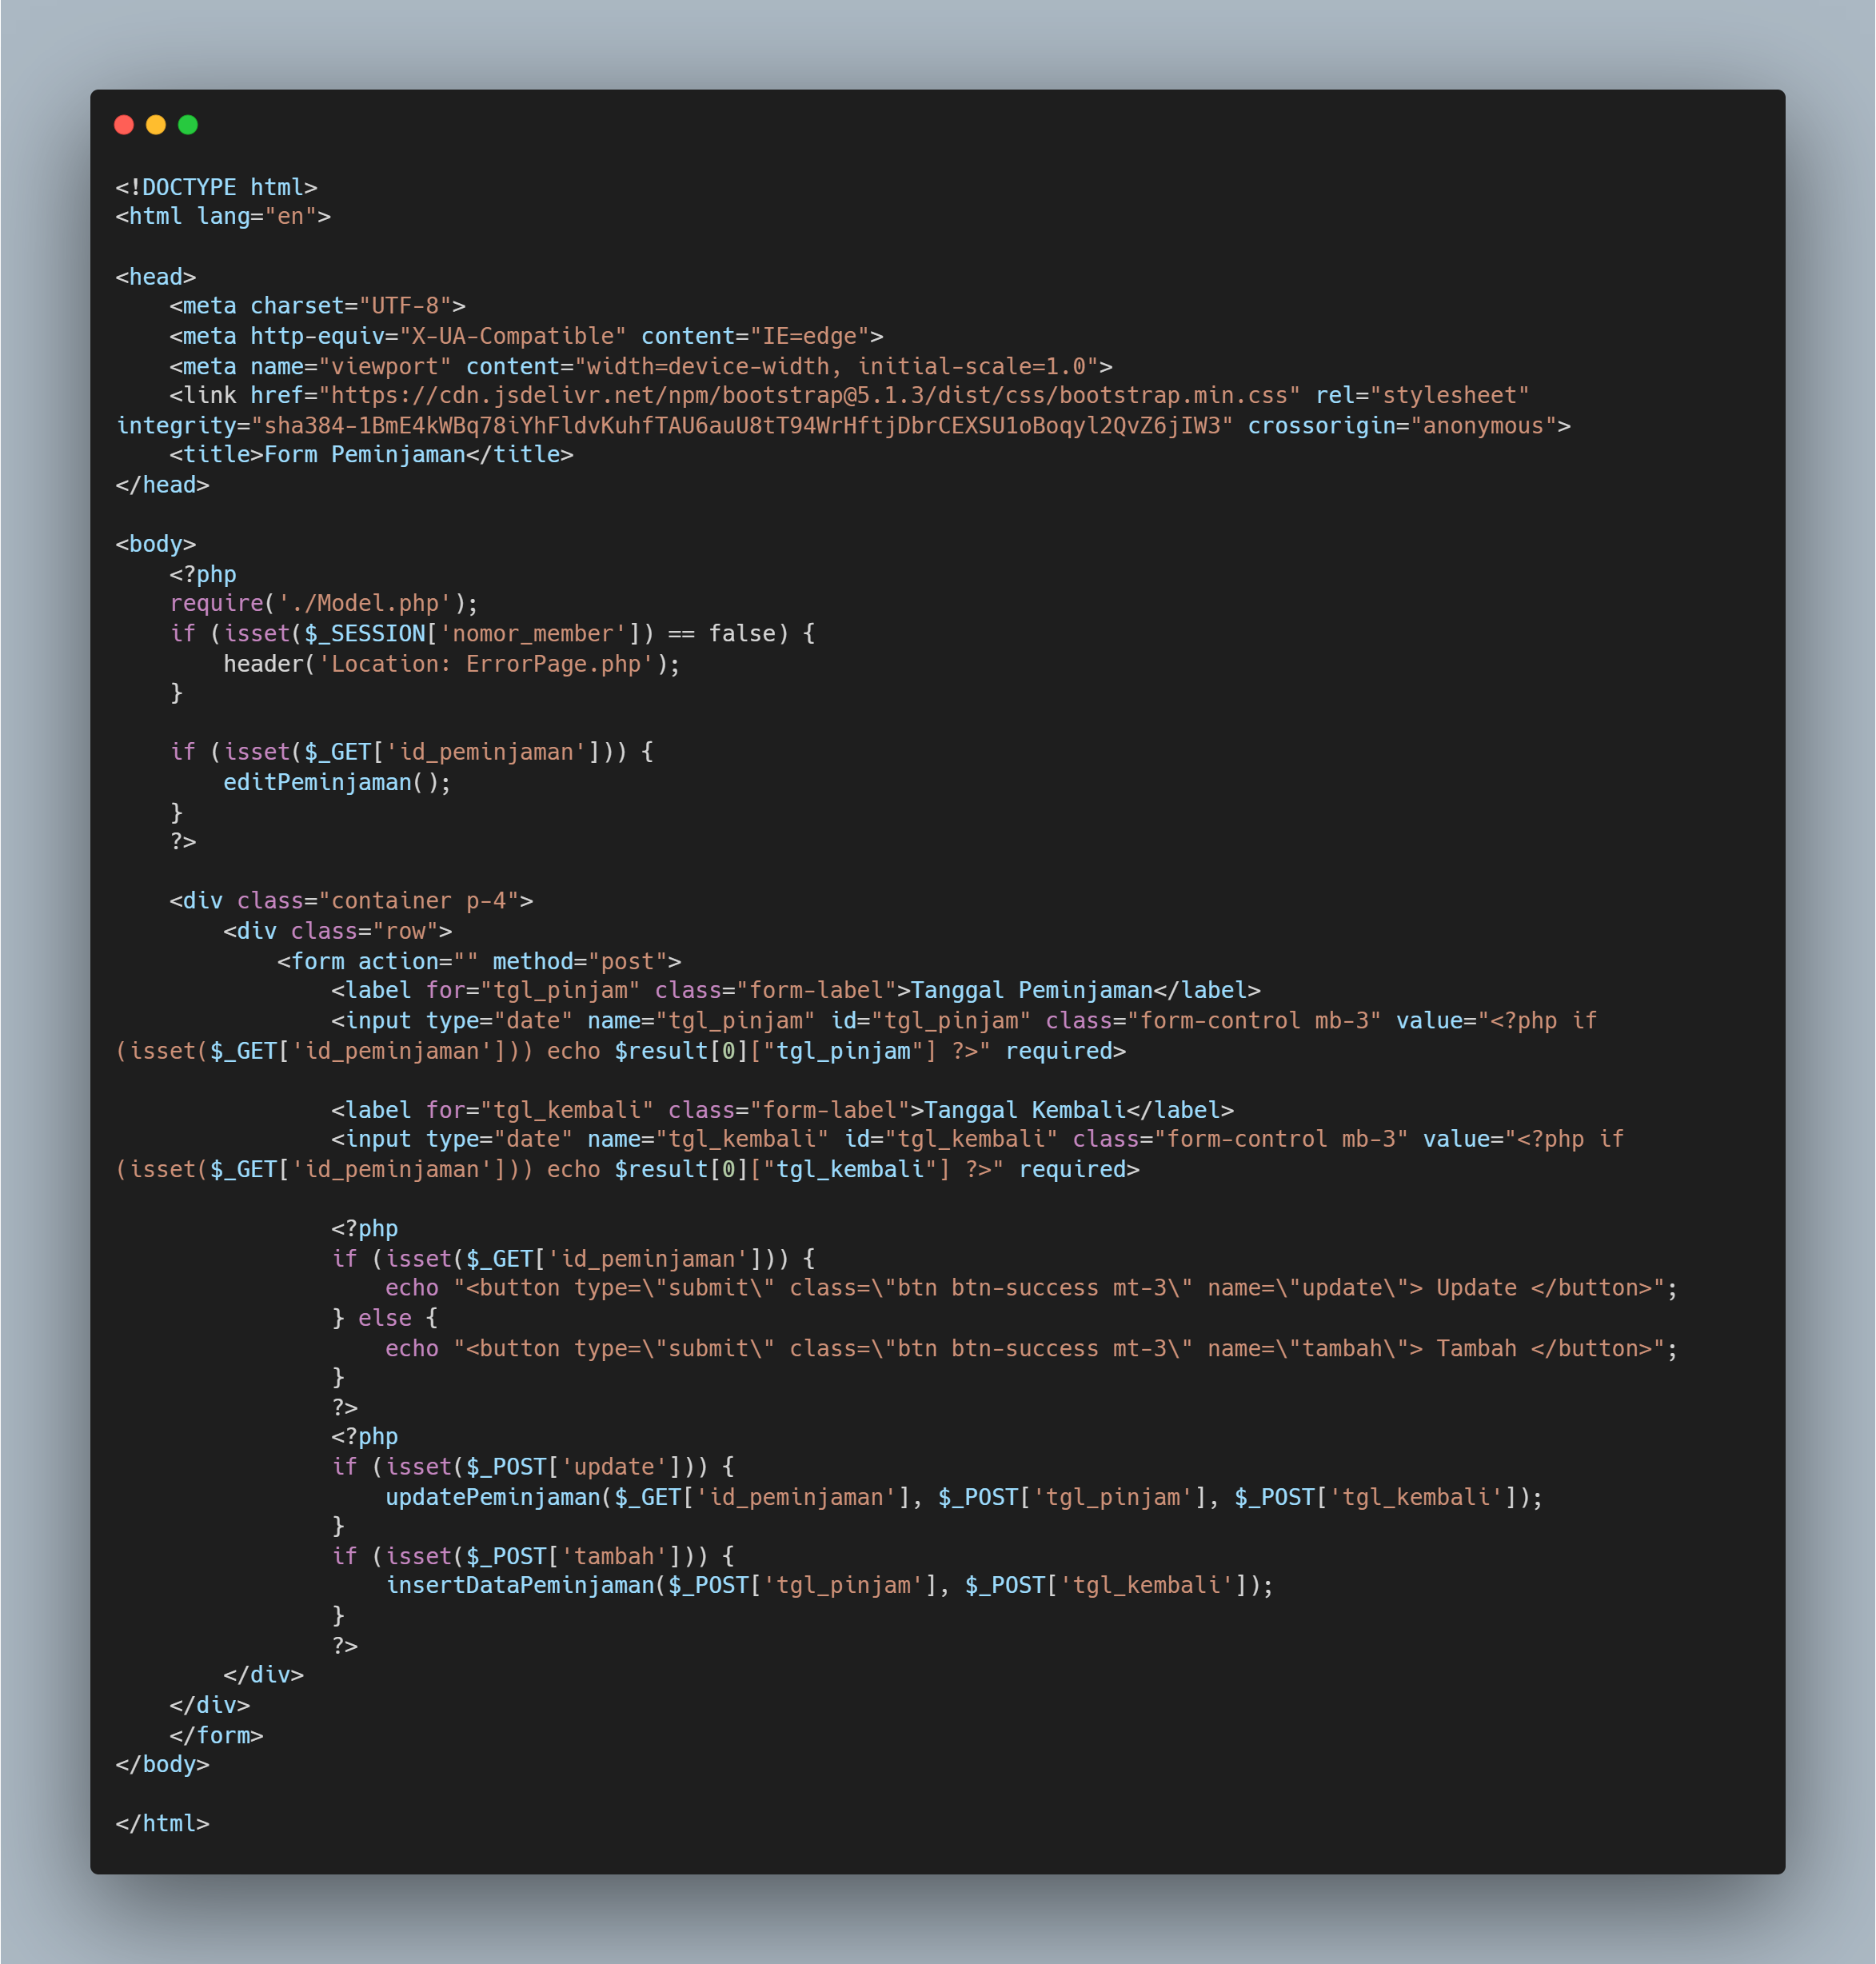 <!DOCTYPE html>
<html lang="en">
<head>
    <meta charset="UTF-8">
    <meta http-equiv="X-UA-Compatible" content="IE=edge">
    <meta name="viewport" content="width=device-width, initial-scale=1.0">
    <link href="https://cdn.jsdelivr.net/npm/bootstrap@5.1.3/dist/css/bootstrap.min.css" rel="stylesheet"
integrity="sha384-1BmE4kWBq78iYhFldvKuhfTAU6auU8tT94WrHftjDbrCEXSU1oBoqyl2QvZ6jIW3" crossorigin="anonymous">
    <title>Form Peminjaman</title>
</head>
<body>
    <?php
    require('./Model.php');
    if (isset($_SESSION['nomor_member']) == false) {
        header('Location: ErrorPage.php');
    }
    if (isset($_GET['id_peminjaman'])) {
        editPeminjaman();
    }
    ?>
    <div class="container p-4">
        <div class="row">
            <form action="" method="post">
                <label for="tgl_pinjam" class="form-label">Tanggal Peminjaman</label>
                <input type="date" name="tgl_pinjam" id="tgl_pinjam" class="form-control mb-3" value="<?php if
(isset($_GET['id_peminjaman'])) echo $result[0]["tgl_pinjam"] ?>" required>
                <label for="tgl_kembali" class="form-label">Tanggal Kembali</label>
                <input type="date" name="tgl_kembali" id="tgl_kembali" class="form-control mb-3" value="<?php if
(isset($_GET['id_peminjaman'])) echo $result[0]["tgl_kembali"] ?>" required>
                <?php
                if (isset($_GET['id_peminjaman'])) {
                    echo "<button type=\"submit\" class=\"btn btn-success mt-3\" name=\"update\"> Update </button>";
                } else {
                    echo "<button type=\"submit\" class=\"btn btn-success mt-3\" name=\"tambah\"> Tambah </button>";
                }
                ?>
                <?php
                if (isset($_POST['update'])) {
                    updatePeminjaman($_GET['id_peminjaman'], $_POST['tgl_pinjam'], $_POST['tgl_kembali']);
                }
                if (isset($_POST['tambah'])) {
                    insertDataPeminjaman($_POST['tgl_pinjam'], $_POST['tgl_kembali']);
                }
                ?>
        </div>
    </div>
    </form>
</body>
</html>